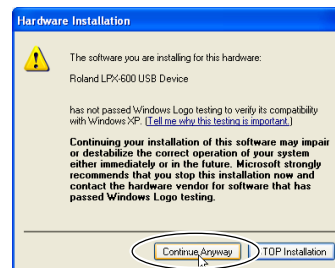 Hardware Installation
The software you are installing for this hardware:
Roland LPX-600 USB Device
has not passed Windows Logo testing to verify its compatibility
with Windows XP. (Tell me why this testing is important.)
Continuing your installation of this software may impair
or destabilize the correct operation of your system
either immediately or in the future. Microsoft strongly
recommends that you stop this installation now and
contact the hardware vendor for software that has
passed Windows Logo testing.
Continue Anyway TOP Installation